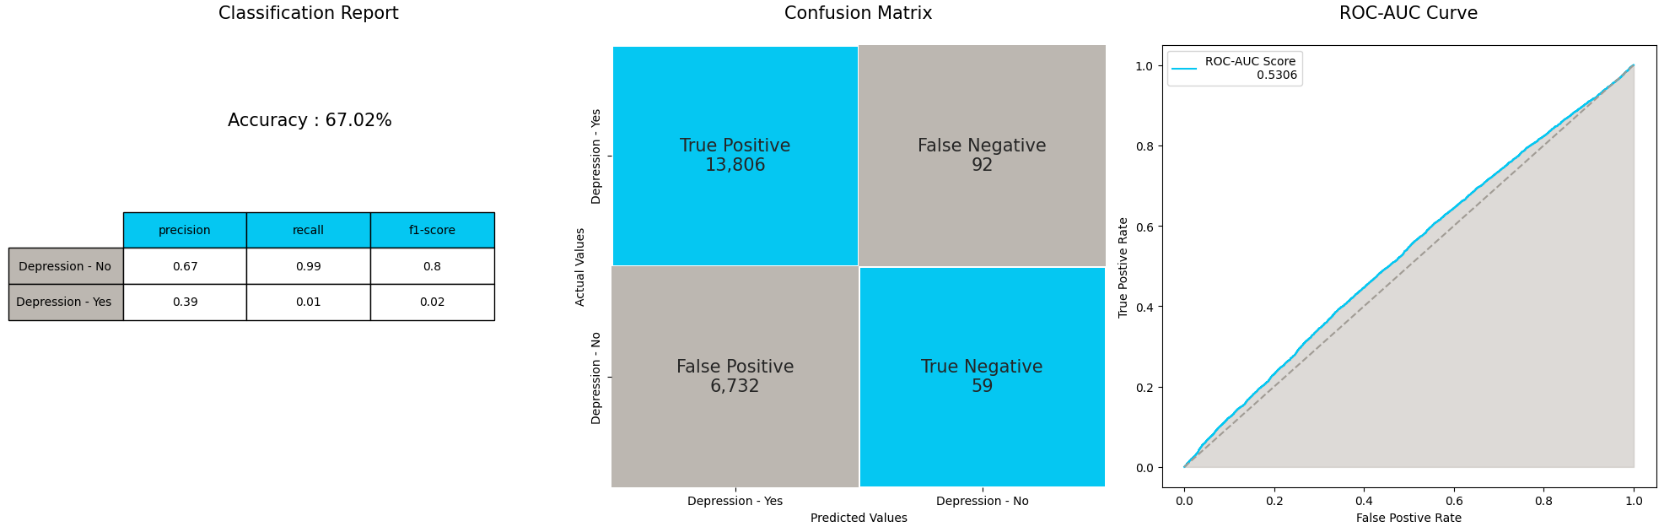 Classification Report
Accuracy : 67.02%
precision recall f1-score
Depression - No 0.67 0.99 0.8
Depression - Yes 0.39 0.01 0.02
Confusion Matrix
Actual Values
Depression - Yes
Depression - No
True Positive
13,806
False Negative
92
False Positive
6,732
True Negative
59
Depression - Yes Depression - No
Predicted Values
ROC-AUC Curve
ROC-AUC Score
0.5306
True Postive Rate
1.0
0.8
0.6
0.4
0.2
0.0
0.0 0.2 0.4 0.6 0.8 1.0
False Postive Rate